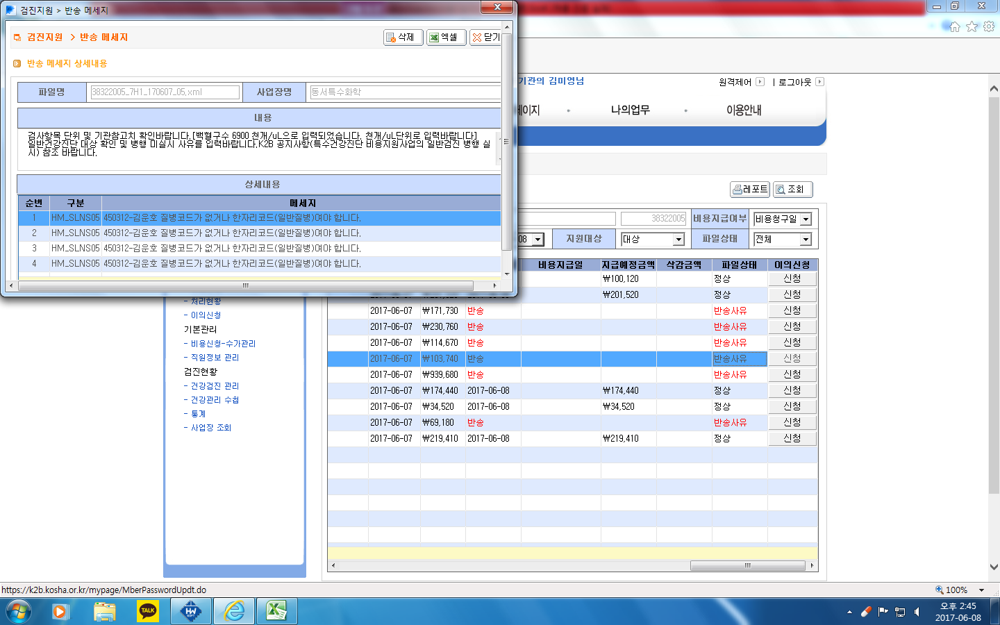 검진지원 > 반송 메세지
검진지원 > 반송 메세지
삭제
엑셀
닫기
반송 메세지 상세내용
파일명
38322005_7H1_170607_05.xml
사업장명
동서특수화학
내용
검사항목 단위 및 기관참고치 확인바랍니다.[백혈구수 6900 천개/uL으로 입력되었습니다. 천개/uL단위로 입력바랍니다]
일반건강진단 대상 확인 및 병행 미실시 사유를 입력바랍니다.K2B 공지사항(특수건강진단 비용지원사업의 일반검진 병행 실
시) 참조 바랍니다.
상세내용
순번 구분 메세지
1 HM_SLNS05 450312-김운호 질병코드가 없거나 한자리코드(일반질병)여야 합니다.
2 HM_SLNS05 450312-김운호 질병코드가 없거나 한자리코드(일반질병)여야 합니다.
3 HM_SLNS05 450312-김운호 질병코드가 없거나 한자리코드(일반질병)여야 합니다.
4 HM_SLNS05 450312-김운호 질병코드가 없거나 한자리코드(일반질병)여야 합니다.
기관의 김미영님
원격제어 | 로그아웃
페이지 나의업무 이용안내
레포트
조회
38322005 비용지급여부 비용청구일
08 지원대상 대상 파일상태 전체
비용지급일 지급예정금액 삭감금액 파일상태 이의신청
₩100,120 정상 신청
₩201,520 정상 신청
2017-06-07 ₩171,730 반송 반송사유 신청
2017-06-07 ₩230,760 반송 반송사유 신청
2017-06-07 ₩114,670 반송 반송사유 신청
2017-06-07 ₩103,740 반송 반송사유 신청
2017-06-07 ₩939,680 반송 반송사유 신청
2017-06-07 ₩174,440 2017-06-08 ₩174,440 정상 신청
2017-06-07 ₩34,520 2017-06-08 ₩34,520 정상 신청
2017-06-07 ₩69,180 반송 반송사유 신청
2017-06-07 ₩219,410 2017-06-08 ₩219,410 정상 신청
- 처리현황
- 이의신청
기본관리
- 비용신청-수가관리
- 직원정보 관리
검진현황
- 건강검진 관리
- 건강관리 수첩
- 통계
- 사업장 조회
https://k2b.kosha.or.kr/mypage/MberPasswordUpdt.do
100%
TALK
HW
SOFT
오후 2:45
2017-06-08